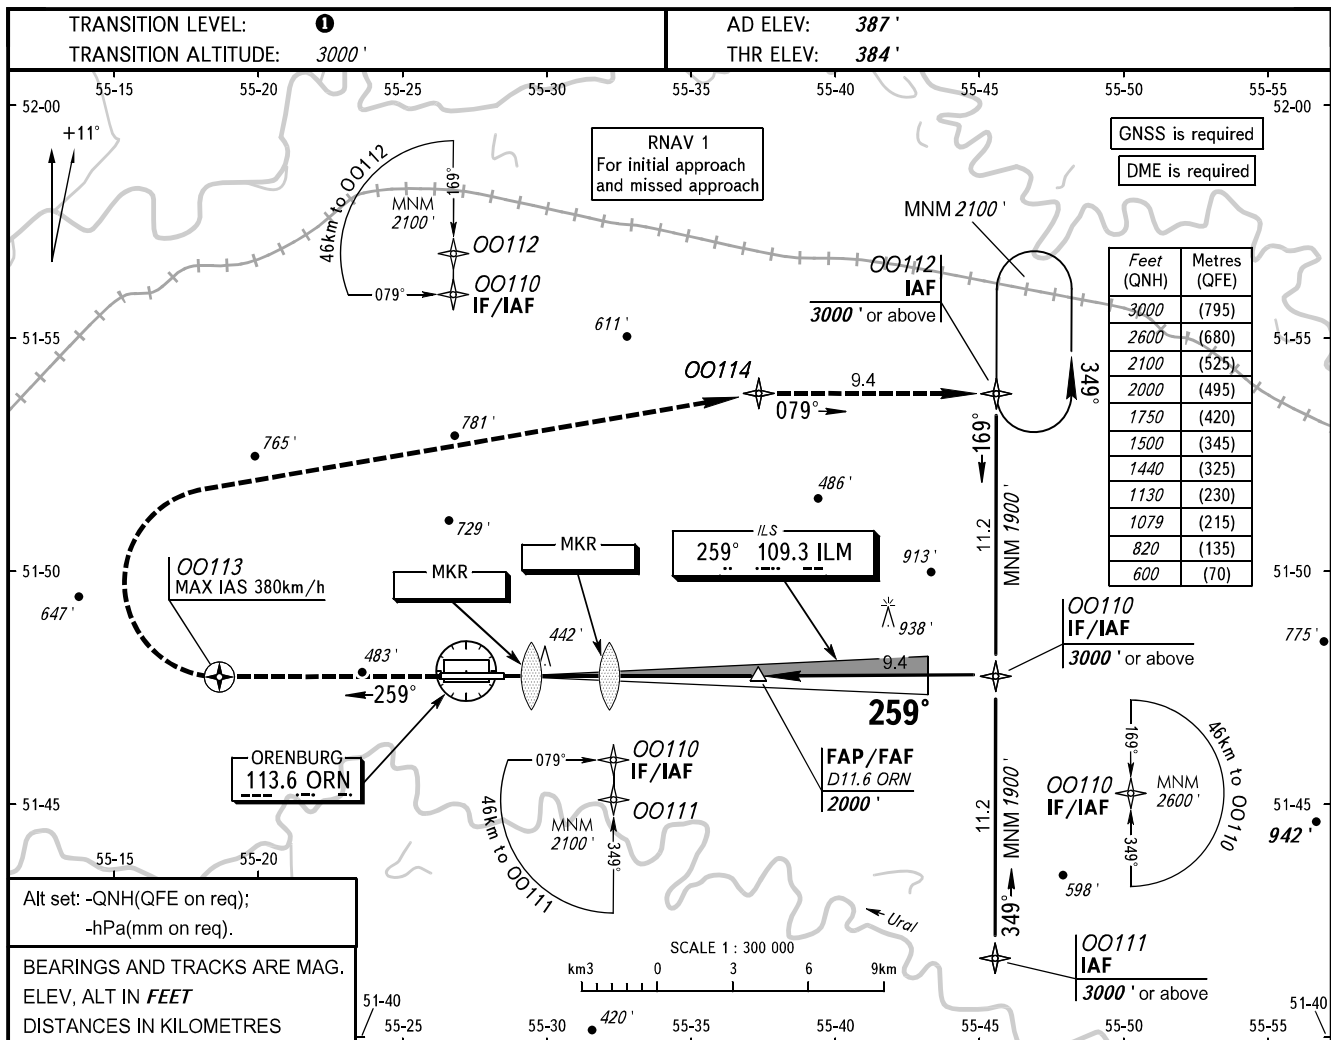 TRANSITION LEVEL: ❶
TRANSITION ALTITUDE: 3000 '
AD ELEV: 387 '
THR ELEV: 384 '
55-15 55-20 55-25 55-30 55-35 55-40 55-45 55-50 55-55
52-00 52-00
+11°
46km to OO112
169°
MNM
2100 '
OO112
OO110
IF/IAF
079°
RNAV 1
For initial approach
and missed approach
GNSS is required
DME is required
MNM 2100 '
OO112
IAF
3000 ' or above
349°
Feet (QNH) Metres (QFE)
3000 (795)
2600 (680)
2100 (525)
2000 (495)
1750 (420)
1500 (345)
1440 (325)
1130 (230)
1079 (215)
820 (135)
600 (70)
51-55 51-55
611 '
OO114
9.4
079°
781 '
765 '
169°
MNM 1900 '
11.2
486 '
729 '
ILS
259° 109.3 ILM
913 '
MKR
MKR
51-50 51-50
OO113
MAX IAS 380km/h
647 '
442 '
938 '
OO110
IF/IAF
3000 ' or above
775 '
483 '
259°
9.4
259°
ORENBURG
113.6 ORN
079°
OO110
IF/IAF
OO111
MNM
2100 '
349°
46km to OO111
FAP/FAF
D11.6 ORN
2000 '
11.2
MNM 1900 '
349°
169°
OO110
IF/IAF
MNM
2600 '
349°
46km to OO110
51-45 51-45
942 '
598 '
55-15 55-20
Ural
OO111
IAF
3000 ' or above
Alt set: -QNH(QFE on req);
-hPa(mm on req).
BEARINGS AND TRACKS ARE MAG.
ELEV, ALT IN FEET
DISTANCES IN KILOMETRES
SCALE 1 : 300 000
km3 0 3 6 9km
51-40 51-40
420 '
55-25 55-30 55-35 55-40 55-45 55-50 55-55